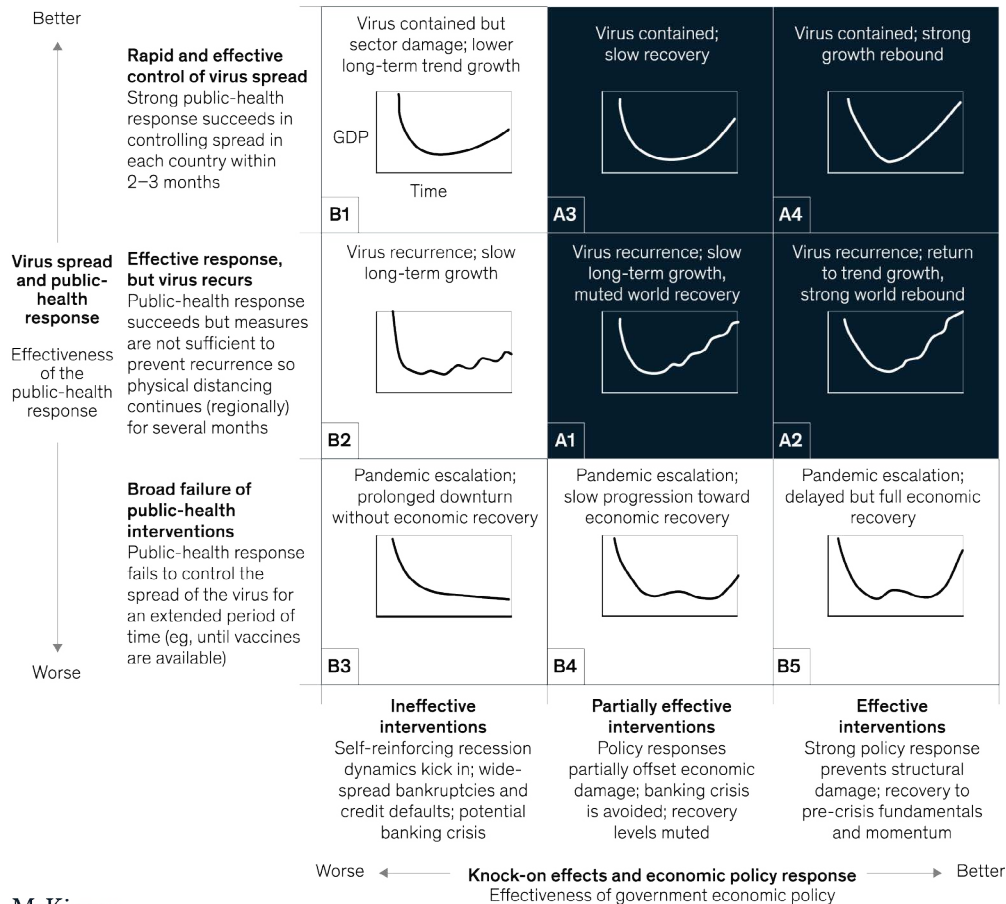 Better
Rapid and effective
control of virus spread
Strong public-health
response succeeds in
controlling spread in
each country within
2–3 months
Virus contained but
sector damage; lower
long-term trend growth
GDP
Time
B1
Virus contained;
slow recovery
A3
Virus contained; strong
growth rebound
A4
Virus spread
and public-
health
response
Effectiveness
of the
public-health
response
Effective response,
but virus recurs
Public-health response
succeeds but measures
are not sufficient to
prevent recurrence so
physical distancing
continues (regionally)
for several months
Virus recurrence; slow
long-term growth
B2
Virus recurrence; slow
long-term growth,
muted world recovery
A1
Virus recurrence; return
to trend growth,
strong world rebound
A2
Broad failure of
public-health
interventions
Public-health response
fails to control the
spread of the virus for
an extended period of
time (eg, until vaccines
are available)
Worse
Pandemic escalation;
prolonged downturn
without economic recovery
B3
Pandemic escalation;
slow progression toward
economic recovery
B4
Pandemic escalation;
delayed but full economic
recovery
B5
Ineffective
interventions
Self-reinforcing recession
dynamics kick in; wide-
spread bankruptcies and
credit defaults; potential
banking crisis
Partially effective
interventions
Policy responses
partially offset economic
damage; banking crisis
is avoided; recovery
levels muted
Effective
interventions
Strong policy response
prevents structural
damage; recovery to
pre-crisis fundamentals
and momentum
Worse
Knock-on effects and economic policy response
Better
Effectiveness of government economic policy